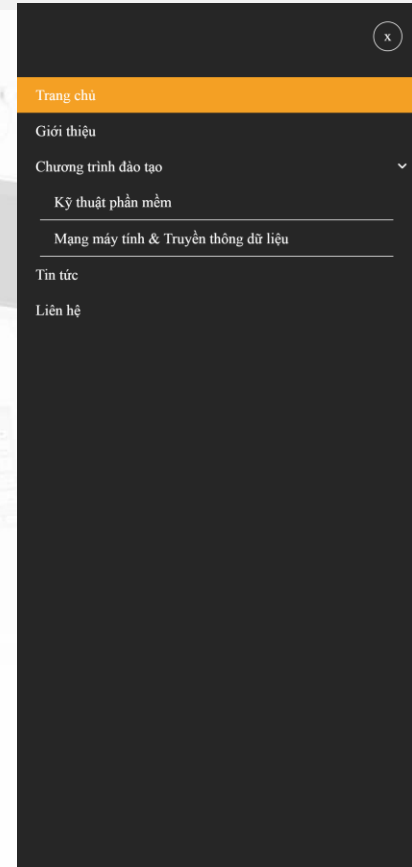 x
Trang chủ
Giới thiệu
Chương trình đào tạo
Kỹ thuật phần mềm
Mạng máy tính & Truyền thông dữ liệu
Tin tức
Liên hệ